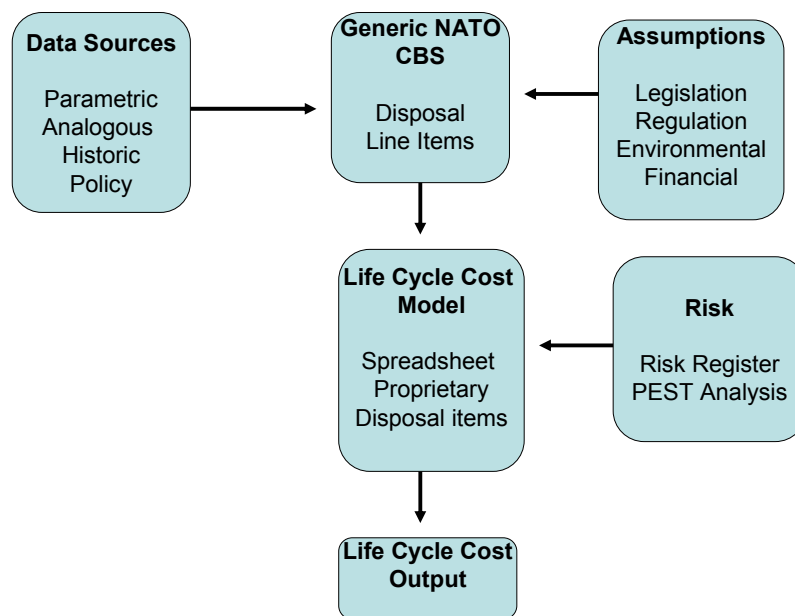 Data Sources
Parametric
Analogous
Historic
Policy
Generic NATO
CBS
Disposal
Line Items
Assumptions
Legislation
Regulation
Environmental
Financial
Life Cycle Cost
Model
Spreadsheet
Proprietary
Disposal items
Risk
Risk Register
PEST Analysis
Life Cycle Cost
Output